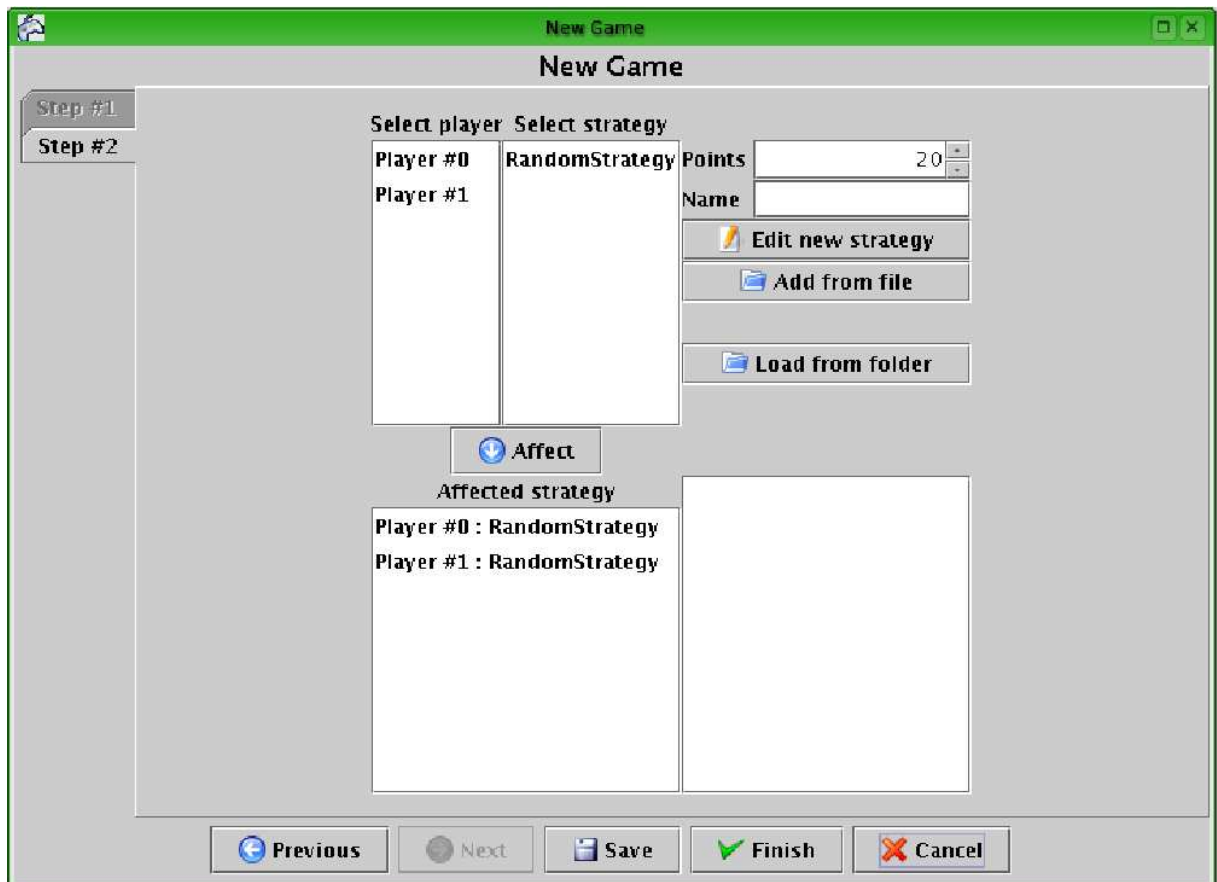 New Game
New Game
Step #1
Step #2
Select player Select strategy
Player #0 RandomStrategy Points 20
Player #1
Name
Edit new strategy
Add from file
Load from folder
Affect
Affected strategy
Player #0 : RandomStrategy
Player #1 : RandomStrategy
Previous Next Save Finish Cancel